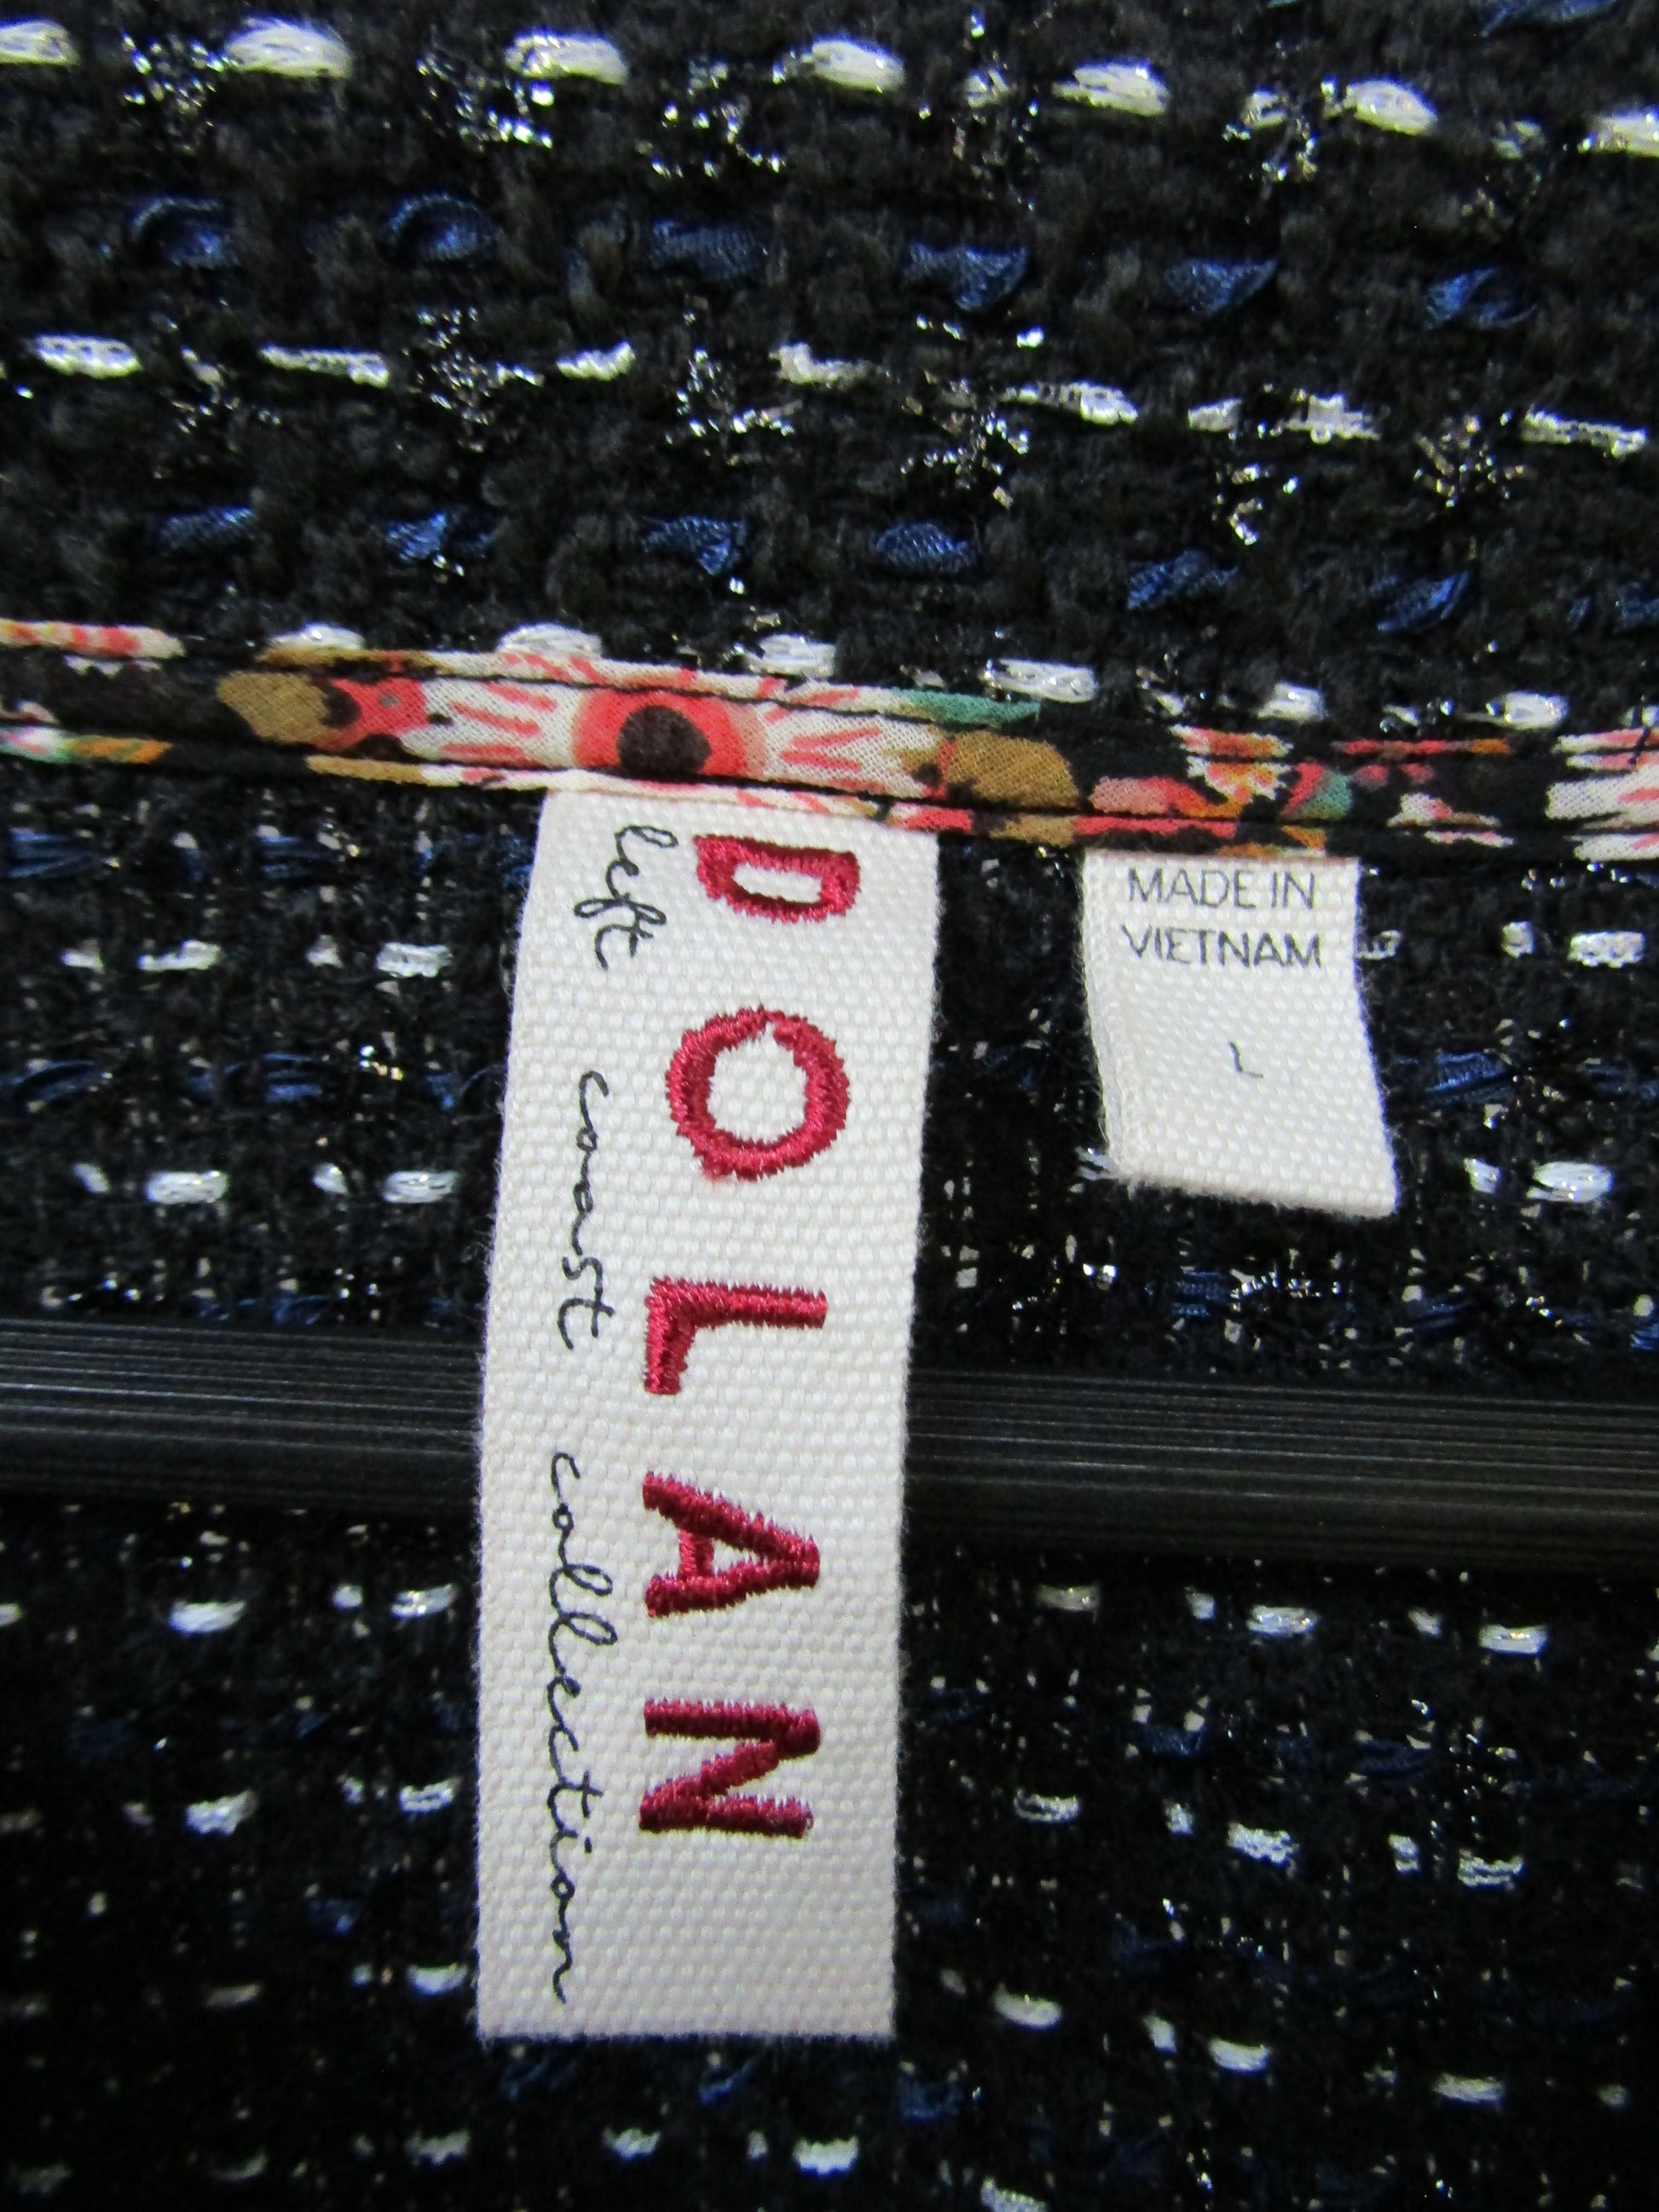 DOLAN
left coast collection
MADE IN
VIETNAM
L